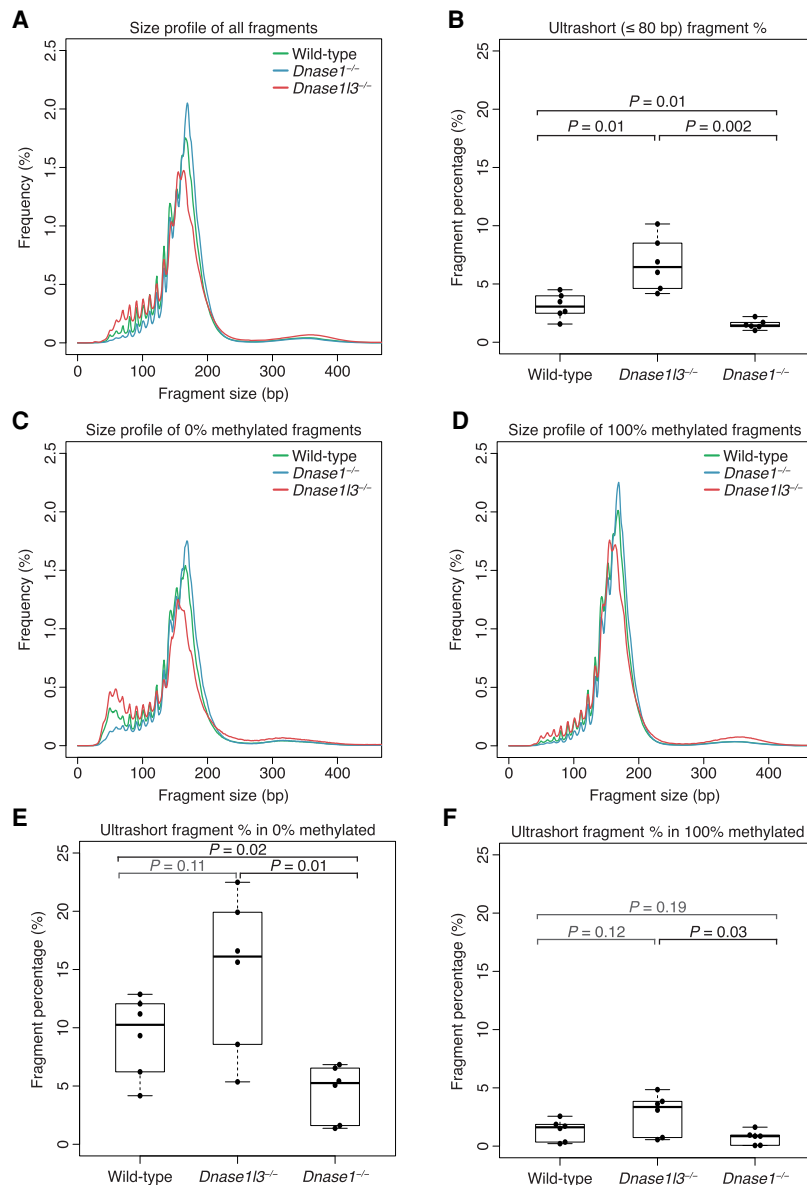 A
Size profile of all fragments
2.5
2.0
1.5
1.0
0.5
0
Frequency (%)
Wild-type
Dnase1⁻/⁻
Dnase1l3⁻/⁻
0 100 200 300 400
Fragment size (bp)
B
Ultrashort (≤ 80 bp) fragment %
25
20
15
10
5
0
Fragment percentage (%)
P = 0.01
P = 0.01
P = 0.002
Wild-type Dnase1l3⁻/⁻ Dnase1⁻/⁻
C
Size profile of 0% methylated fragments
2.5
2.0
1.5
1.0
0.5
0
Frequency (%)
Wild-type
Dnase1⁻/⁻
Dnase1l3⁻/⁻
0 100 200 300 400
Fragment size (bp)
D
Size profile of 100% methylated fragments
2.5
2.0
1.5
1.0
0.5
0
Frequency (%)
Wild-type
Dnase1⁻/⁻
Dnase1l3⁻/⁻
0 100 200 300 400
Fragment size (bp)
E
Ultrashort fragment % in 0% methylated
25
20
15
10
5
0
Fragment percentage (%)
P = 0.02
P = 0.11
P = 0.01
Wild-type Dnase1l3⁻/⁻ Dnase1⁻/⁻
F
Ultrashort fragment % in 100% methylated
25
20
15
10
5
0
Fragment percentage (%)
P = 0.19
P = 0.12
P = 0.03
Wild-type Dnase1l3⁻/⁻ Dnase1⁻/⁻